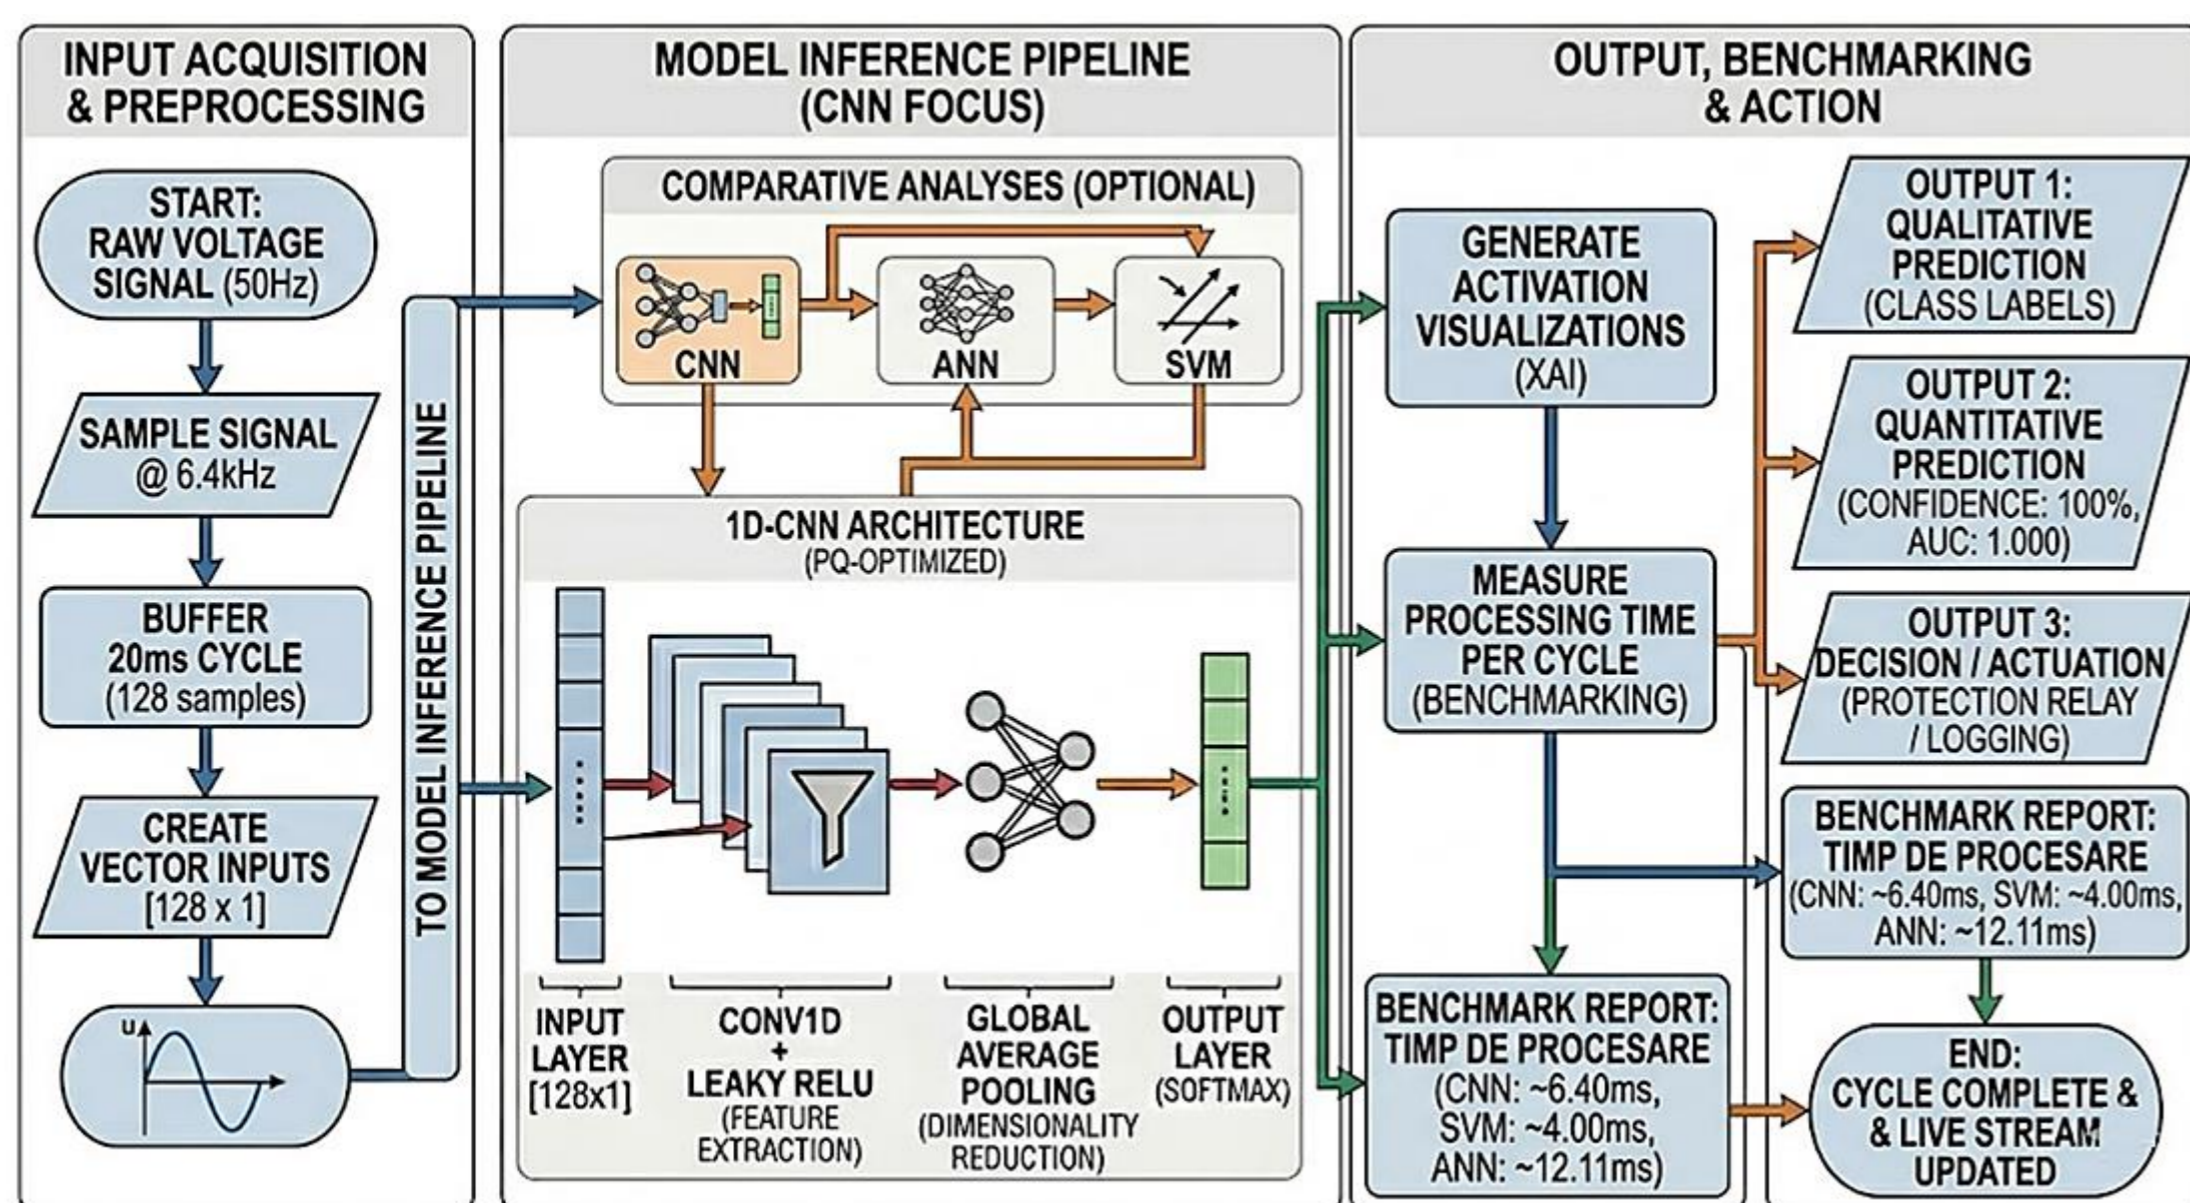 INPUT ACQUISITION
& PREPROCESSING
START:
RAW VOLTAGE
SIGNAL (50Hz)
SAMPLE SIGNAL
@ 6.4kHz
BUFFER
20ms CYCLE
(128 samples)
CREATE
VECTOR INPUTS
[128 x 1]
u
TO MODEL INFERENCE PIPELINE
MODEL INFERENCE PIPELINE
(CNN FOCUS)
COMPARATIVE ANALYSES (OPTIONAL)
CNN
ANN
SVM
1D-CNN ARCHITECTURE
(PQ-OPTIMIZED)
INPUT
LAYER
[128x1]
CONV1D
+
LEAKY RELU
(FEATURE
EXTRACTION)
GLOBAL
AVERAGE
POOLING
(DIMENSIONALITY
REDUCTION)
OUTPUT
LAYER
(SOFTMAX)
OUTPUT, BENCHMARKING
& ACTION
GENERATE
ACTIVATION
VISUALIZATIONS
(XAI)
MEASURE
PROCESSING TIME
PER CYCLE
(BENCHMARKING)
BENCHMARK REPORT:
TIMP DE PROCESARE
(CNN: ~6.40ms,
SVM: ~4.00ms,
ANN: ~12.11ms)
OUTPUT 1:
QUALITATIVE
PREDICTION
(CLASS LABELS)
OUTPUT 2:
QUANTITATIVE
PREDICTION
(CONFIDENCE: 100%,
AUC: 1.000)
OUTPUT 3:
DECISION / ACTUATION
(PROTECTION RELAY
/ LOGGING)
BENCHMARK REPORT:
TIMP DE PROCESARE
(CNN: ~6.40ms, SVM: ~4.00ms,
ANN: ~12.11ms)
END:
CYCLE COMPLETE &
& LIVE STREAM
UPDATED